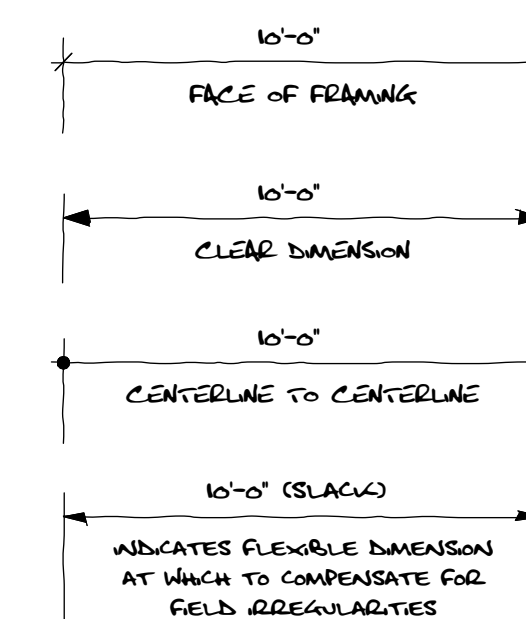 10'-0"
FACE OF FRAMING
10'-0"
CLEAR DIMENSION
10'-0"
CENTERLINE TO CENTERLINE
10'-0" (SLACK)
INDICATES FLEXIBLE DIMENSION
AT WHICH TO COMPENSATE FOR
FIELD IRREGULARITIES